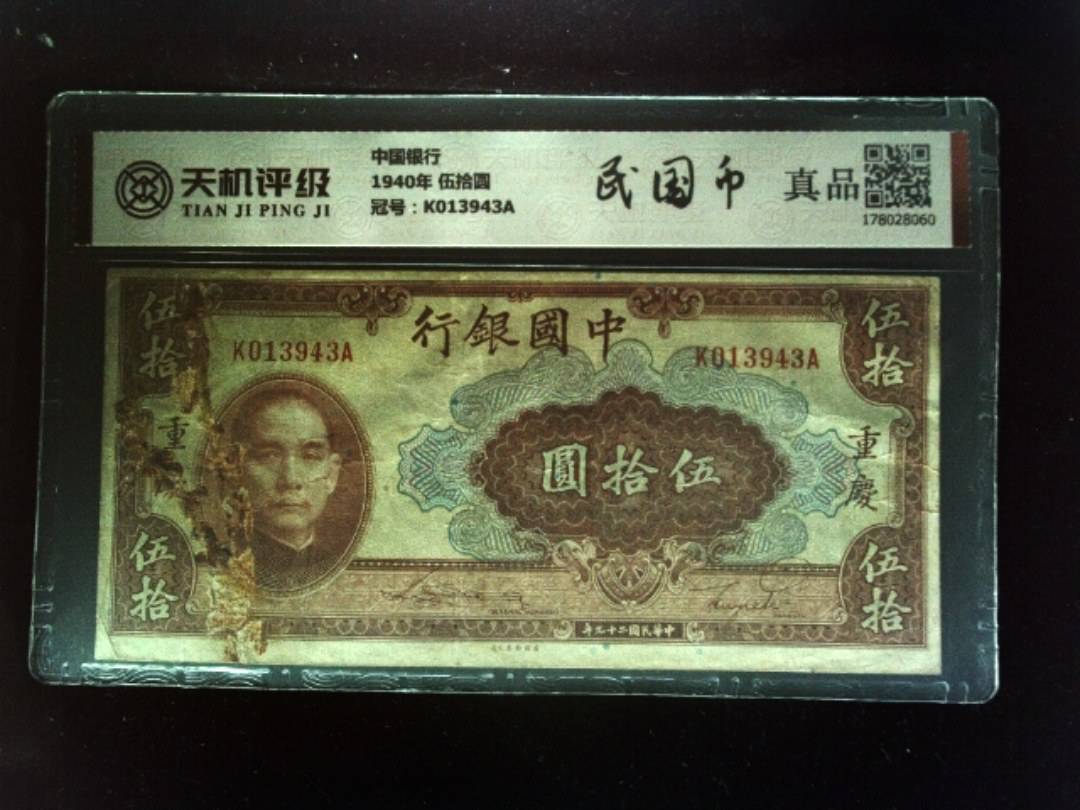 天机评级
TIAN JI PING JI
中国银行
1940年 伍拾圆
冠号：K013943A
民国币
真品
178028060
伍拾
行銀國中
伍拾
K013943A
K013943A
重
重慶
圓拾伍
伍拾
伍拾
年九十二國民華中